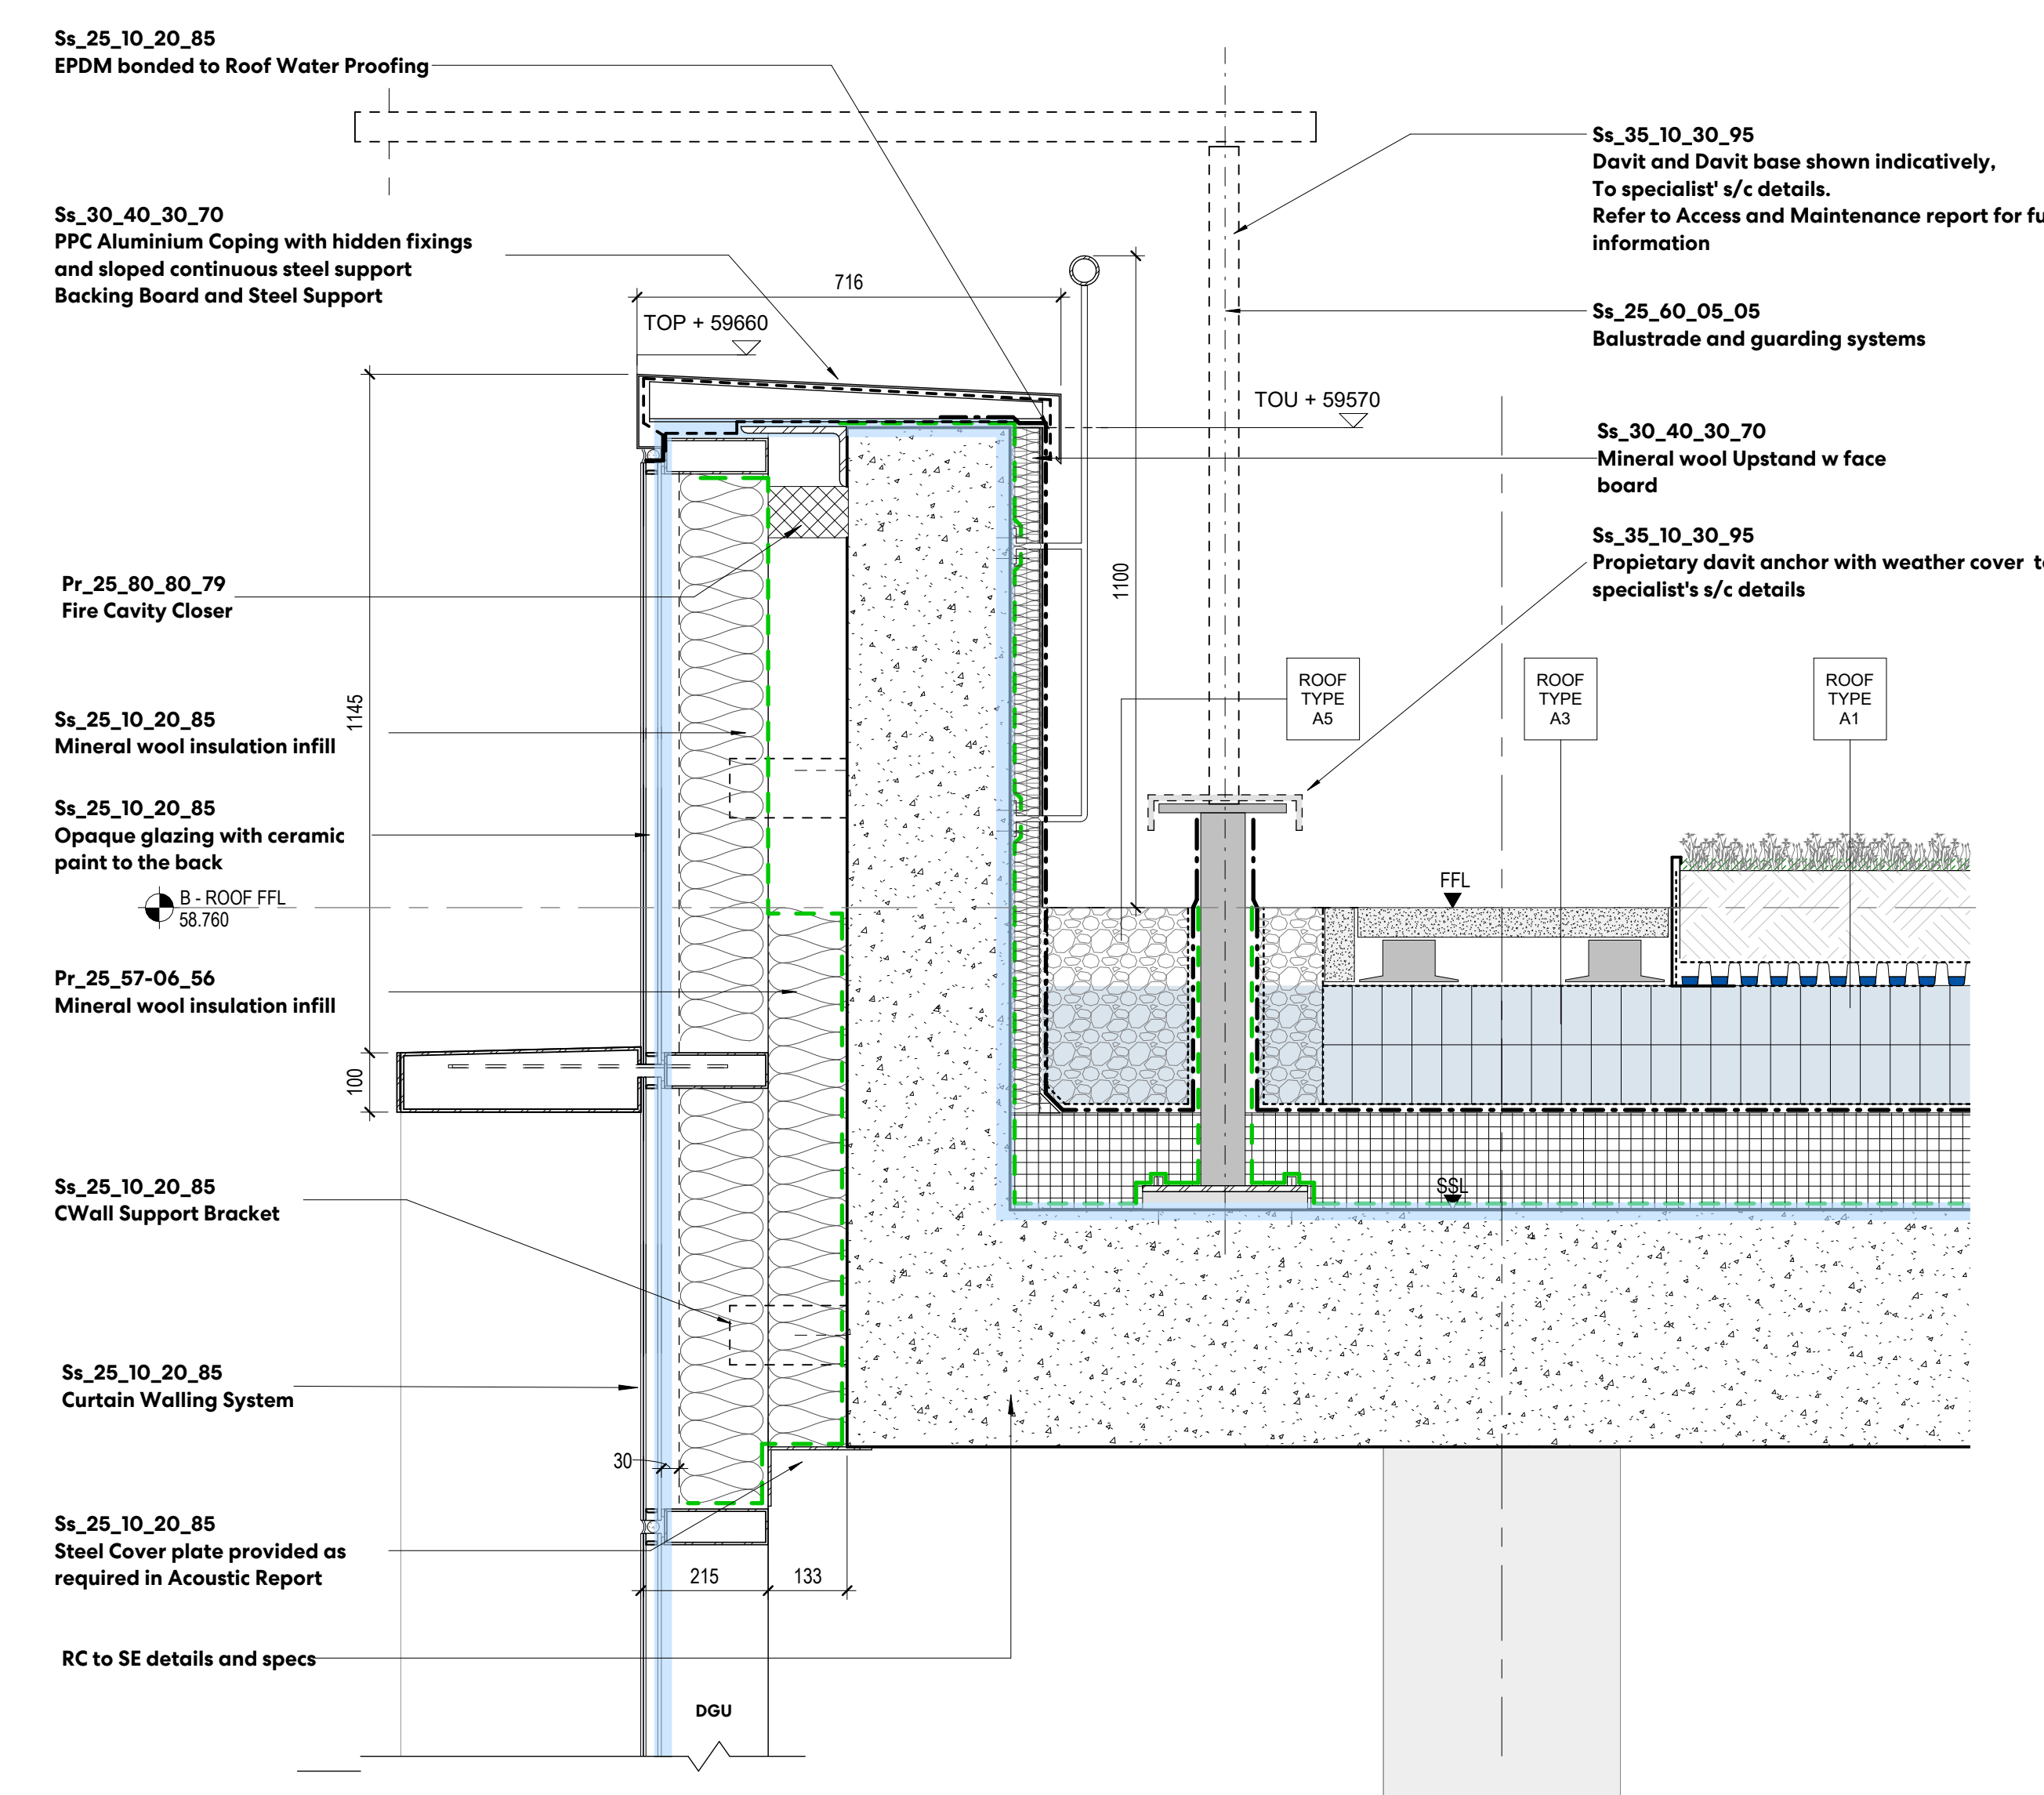 Ss_25_10_20_85
EPDM bonded to Roof Water Proofing
Ss_30_40_30_70
PPC Aluminium Coping with hidden fixings
and sloped continuous steel support
Backing Board and Steel Support
716
TOP + 59660
Ss_35_10_30_95
Davit and Davit base shown indicatively,
To specialist' s/c details.
Refer to Access and Maintenance report for fu
information
Ss_25_60_05_05
Balustrade and guarding systems
TOU + 59570
Ss_30_40_30_70
Mineral wool Upstand w face
board
Ss_35_10_30_95
Propietary davit anchor with weather cover t
specialist's s/c details
Pr_25_80_80_79
Fire Cavity Closer
1100
1145
ROOF
TYPE
A5
ROOF
TYPE
A3
ROOF
TYPE
A1
Ss_25_10_20_85
Mineral wool insulation infill
Ss_25_10_20_85
Opaque glazing with ceramic
paint to the back
B - ROOF FFL
58.760
FFL
Pr_25_57-06_56
Mineral wool insulation infill
100
SSL
Ss_25_10_20_85
CWall Support Bracket
Ss_25_10_20_85
Curtain Walling System
30
Ss_25_10_20_85
Steel Cover plate provided as
required in Acoustic Report
215
133
RC to SE details and specs
DGU